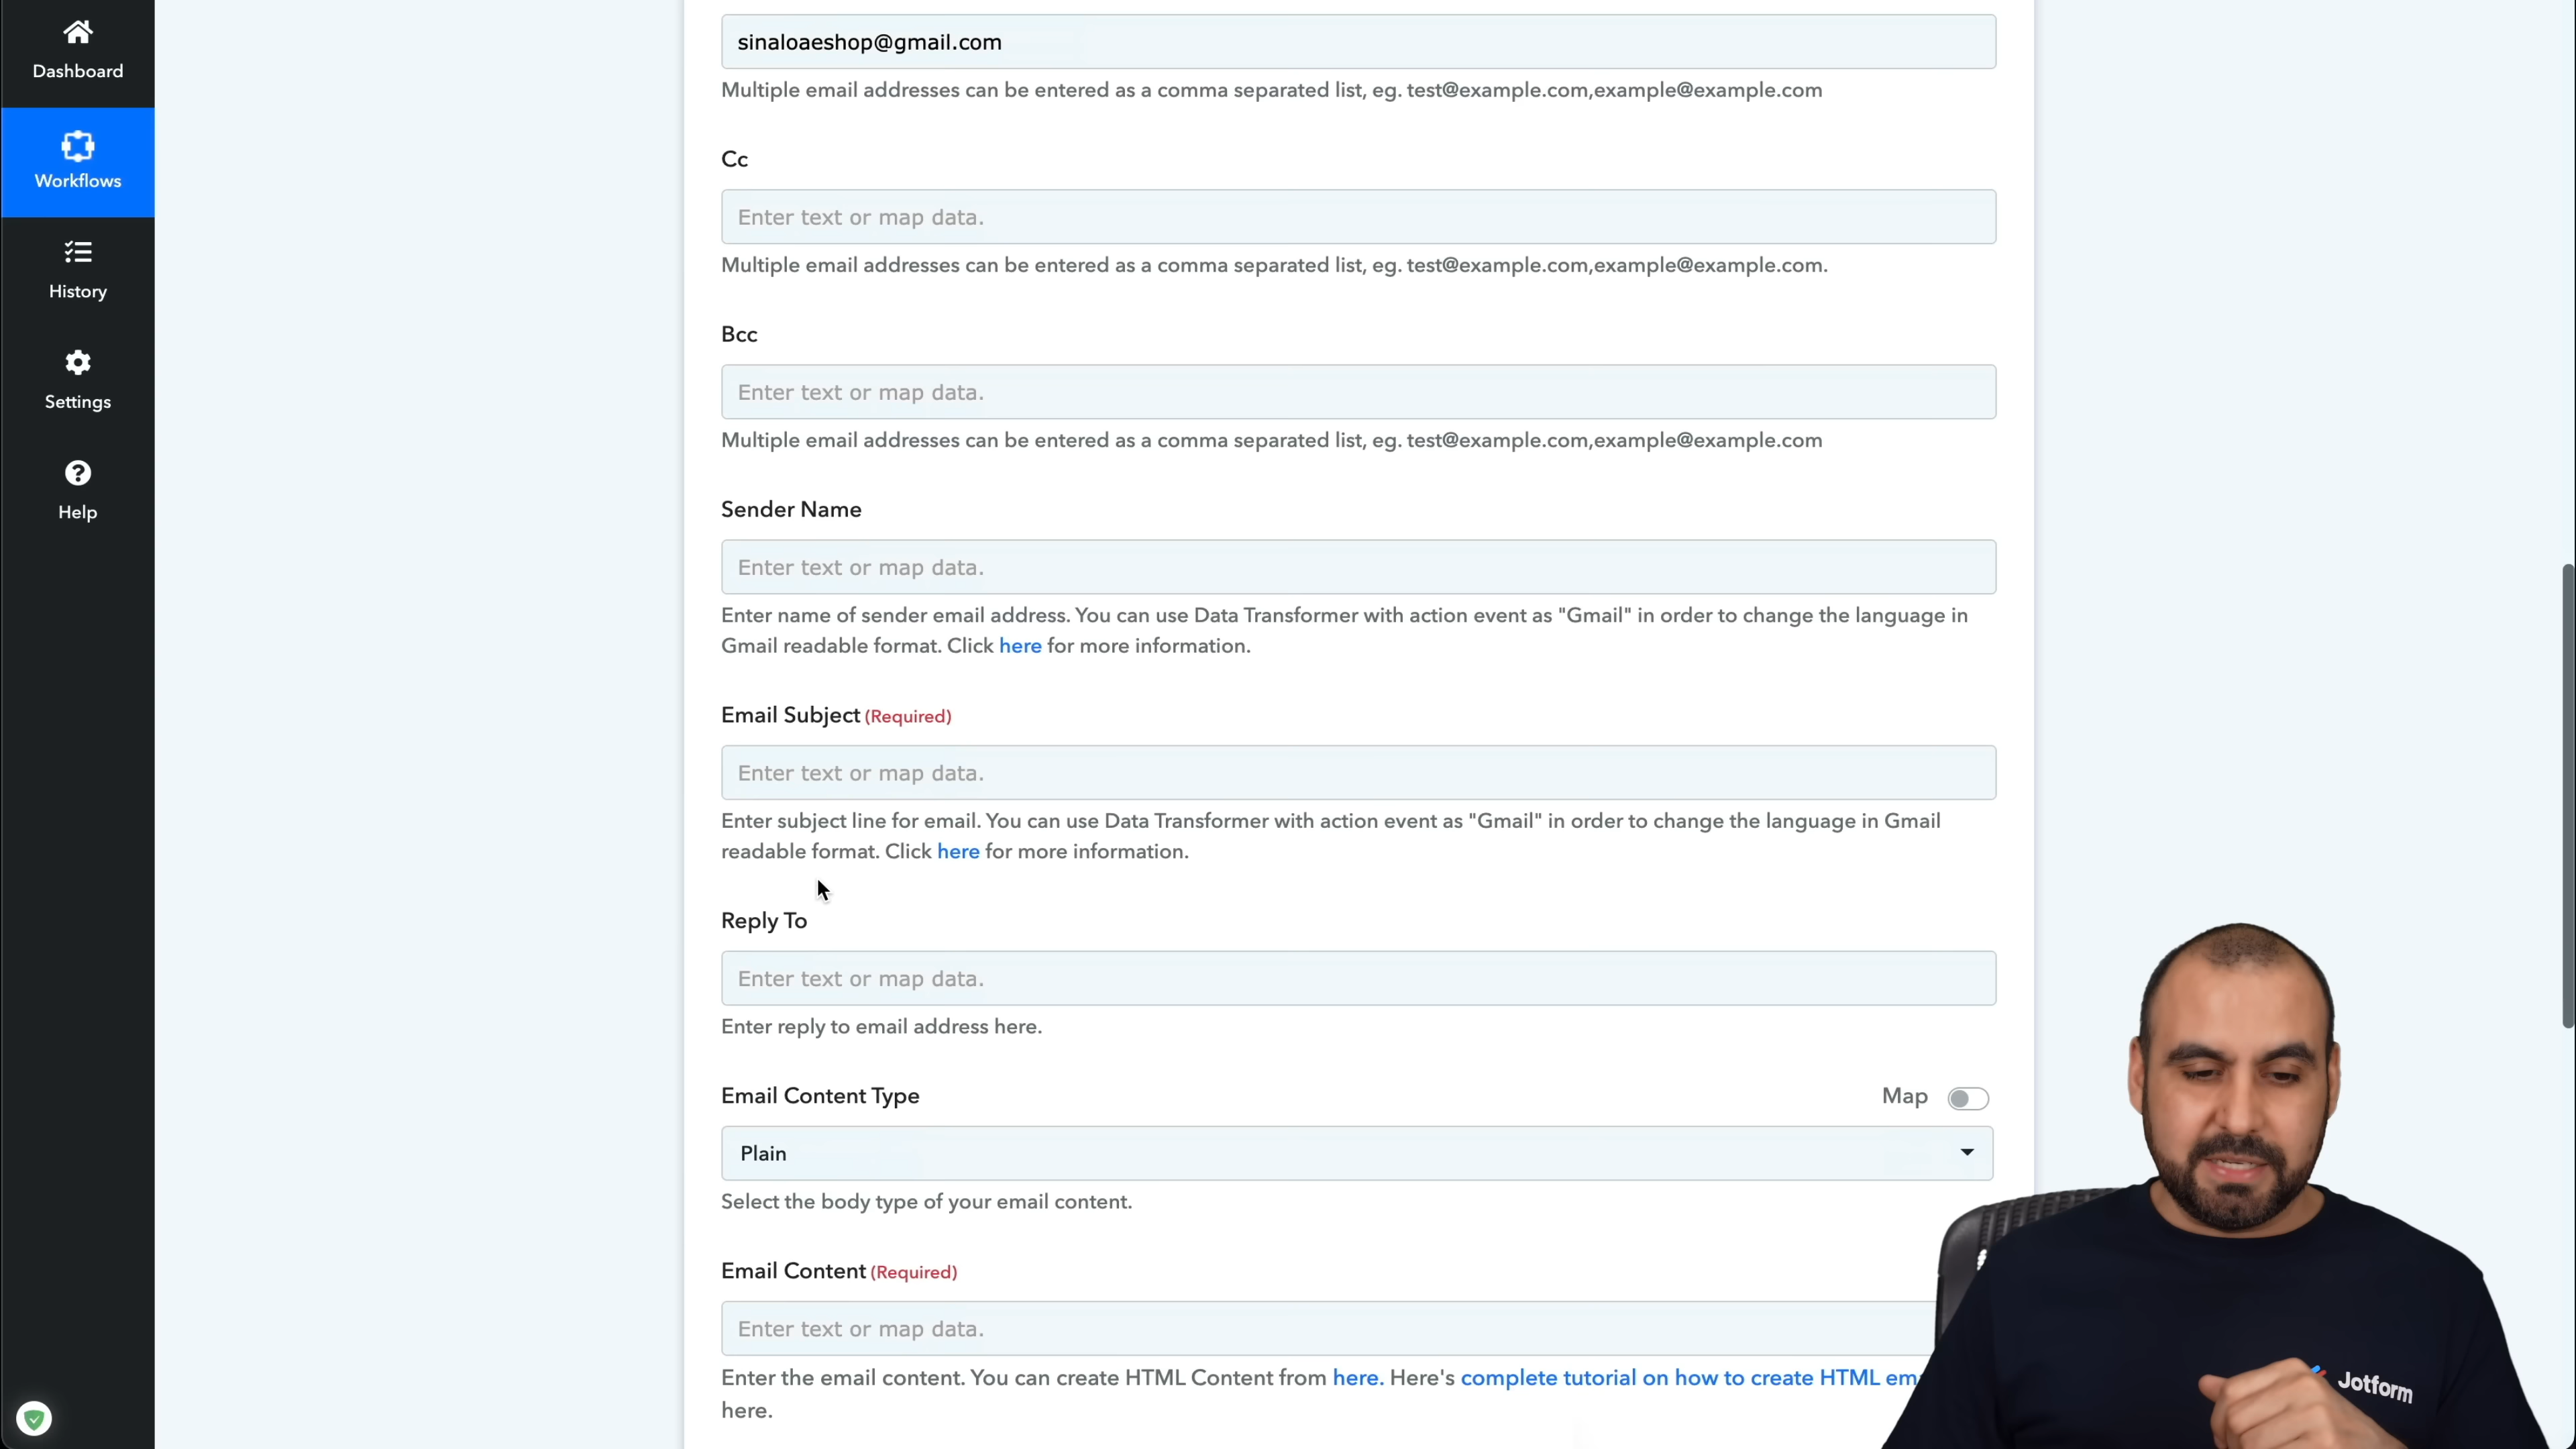 Dashboard
Workflows
History
Settings
Help
sinaloaeshop@gmail.com
Multiple email addresses can be entered as a comma separated list, eg. test@example.com,example@example.com
Cc
Enter text or map data.
Multiple email addresses can be entered as a comma separated list, eg. test@example.com,example@example.com.
Bcc
Enter text or map data.
Multiple email addresses can be entered as a comma separated list, eg. test@example.com,example@example.com
Sender Name
Enter text or map data.
Enter name of sender email address. You can use Data Transformer with action event as "Gmail" in order to change the language in
Gmail readable format. Click here for more information.
Email Subject (Required)
Enter text or map data.
Enter subject line for email. You can use Data Transformer with action event as "Gmail" in order to change the language in Gmail
readable format. Click here for more information.
Reply To
Enter text or map data.
Enter reply to email address here.
Email Content Type
Map
Plain
Select the body type of your email content.
Email Content (Required)
Enter text or map data.
Enter the email content. You can create HTML Content from here. Here's complete tutorial on how to create HTML
here.
Jotform